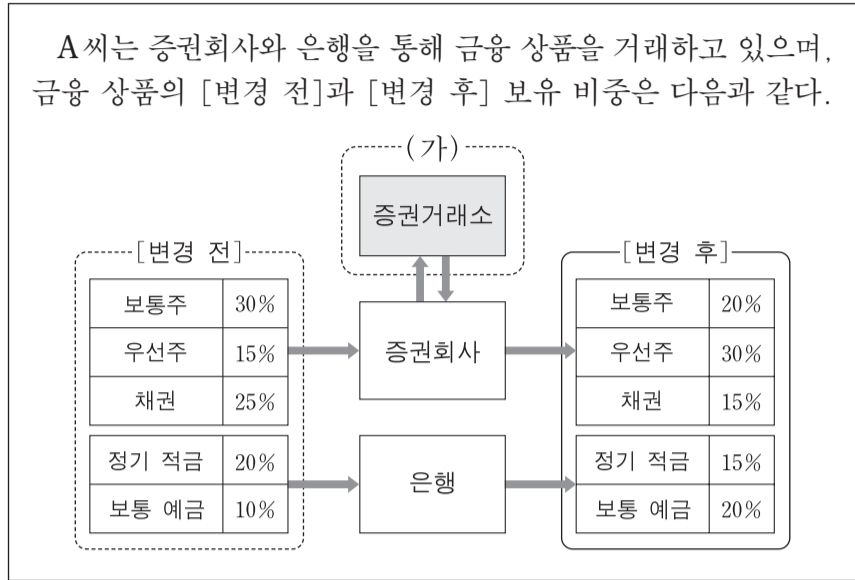 A씨는 증권회사와 은행을 통해 금융 상품을 거래하고 있으며,
금융 상품의 [변경 전]과 [변경 후] 보유 비중은 다음과 같다.
(가)
증권거래소
[변경 전]
보통주 30%
우선주 15%
채권 25%
정기 적금 20%
보통 예금 10%
증권회사
은행
[변경 후]
보통주 20%
우선주 30%
채권 15%
정기 적금 15%
보통 예금 20%